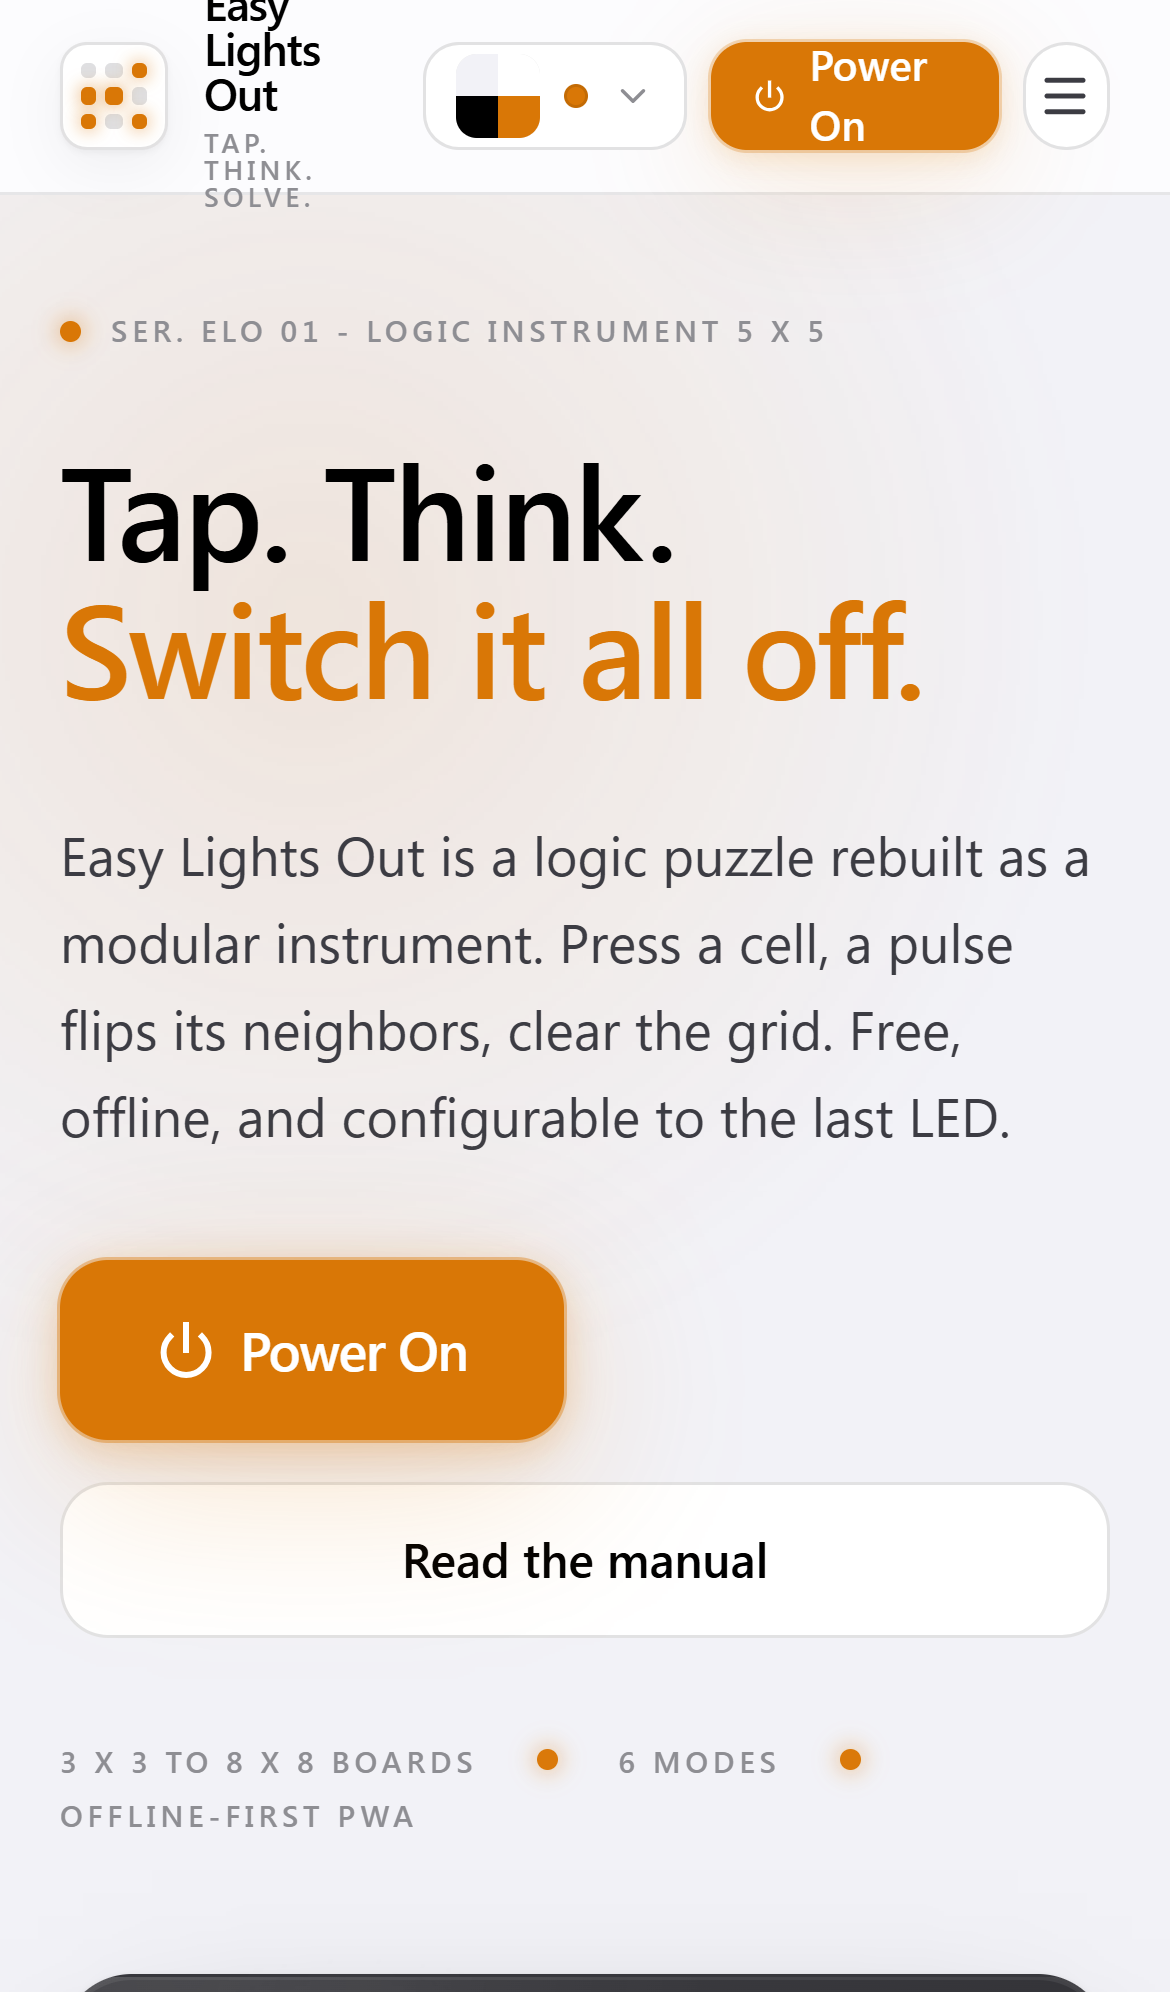 Easy
Lights
Out
TAP.
THINK.
SOLVE.
Power
On
SER. ELO 01 - LOGIC INSTRUMENT 5 X 5
Tap. Think.
Switch it all off.
Easy Lights Out is a logic puzzle rebuilt as a
modular instrument. Press a cell, a pulse
flips its neighbors, clear the grid. Free,
offline, and configurable to the last LED.
Power On
Read the manual
3 X 3 TO 8 X 8 BOARDS 6 MODES
OFFLINE-FIRST PWA